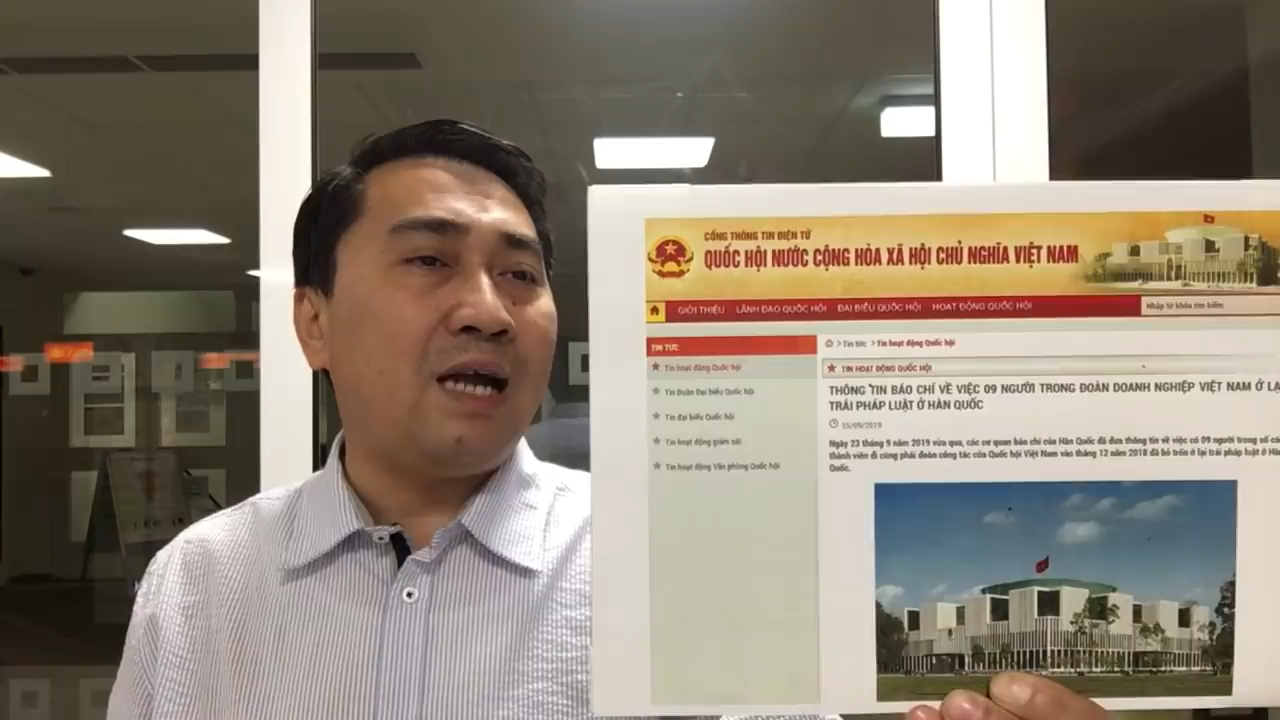 CỔNG THÔNG TIN ĐIỆN TỬ
QUỐC HỘI NƯỚC CỘNG HÒA XÃ HỘI CHỦ NGHĨA VIỆT NAM
GIỚI THIỆU LÃNH ĐẠO QUỐC HỘI ĐẠI BIỂU QUỐC HỘI HOẠT ĐỘNG QUỐC HỘI
Nhập từ khóa tìm kiếm
TIN TỨC
Tin hoạt động Quốc hội
Tin Đoàn Đại biểu Quốc hội
Tin đại biểu Quốc hội
Tin hoạt động giám sát
Tin hoạt động Văn phòng Quốc hội
> Tin tức > Tin hoạt động Quốc hội
TIN HOẠT ĐỘNG QUỐC HỘI
THÔNG TIN BÁO CHÍ VỀ VIỆC 09 NGƯỜI TRONG ĐOÀN DOANH NGHIỆP VIỆT NAM Ở LẠ
TRÁI PHÁP LUẬT Ở HÀN QUỐC
25/09/2019
Ngày 23 tháng 9 năm 2019 vừa qua, các cơ quan báo chí của Hàn Quốc đã đưa thông tin về việc có 09 người trong số cá
thành viên đi cùng phái đoàn công tác của Quốc hội Việt Nam vào tháng 12 năm 2018 đã bỏ trốn ở lại trái pháp luật ở Hà
Quốc.